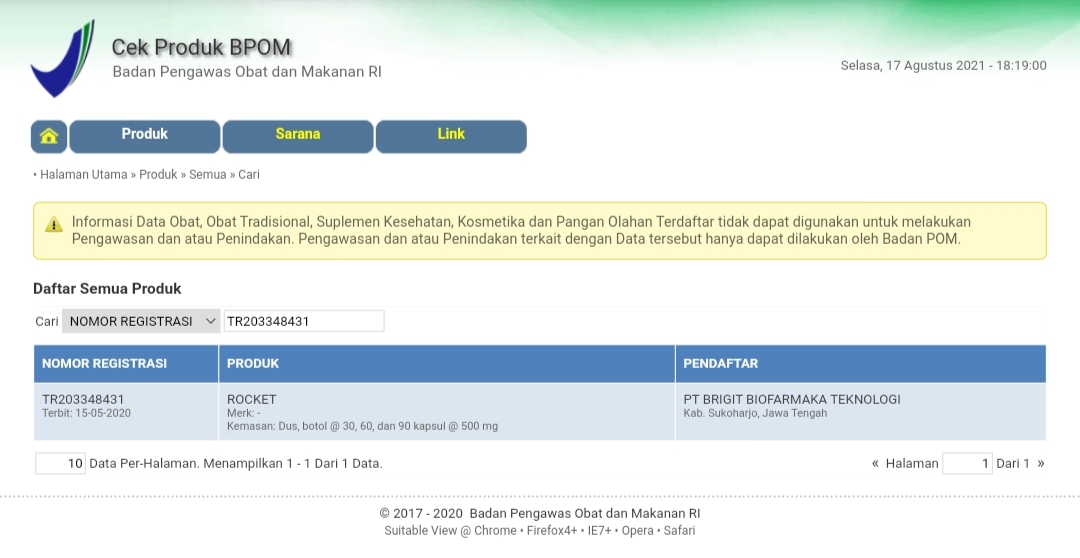 Cek Produk BPOM
Badan Pengawas Obat dan Makanan RI
Selasa, 17 Agustus 2021 - 18:19:00
Produk
Sarana
Link
• Halaman Utama » Produk » Semua » Cari
Informasi Data Obat, Obat Tradisional, Suplemen Kesehatan, Kosmetika dan Pangan Olahan Terdaftar tidak dapat digunakan untuk melakukan
Pengawasan dan atau Penindakan. Pengawasan dan atau Penindakan terkait dengan Data tersebut hanya dapat dilakukan oleh Badan POM.
Daftar Semua Produk
Cari NOMOR REGISTRASI TR203348431
NOMOR REGISTRASI PRODUK PENDAFTAR
TR203348431 ROCKET PT BRIGIT BIOFARMAKA TEKNOLOGI
Terbit: 15-05-2020 Merk: - Kab. Sukoharjo, Jawa Tengah
Kemasan: Dus, botol @ 30, 60, dan 90 kapsul @ 500 mg
10 Data Per-Halaman. Menampilkan 1 - 1 Dari 1 Data.
« Halaman 1 Dari 1 »
© 2017 - 2020 Badan Pengawas Obat dan Makanan RI
Suitable View @ Chrome • Firefox4+ • IE7+ • Opera • Safari